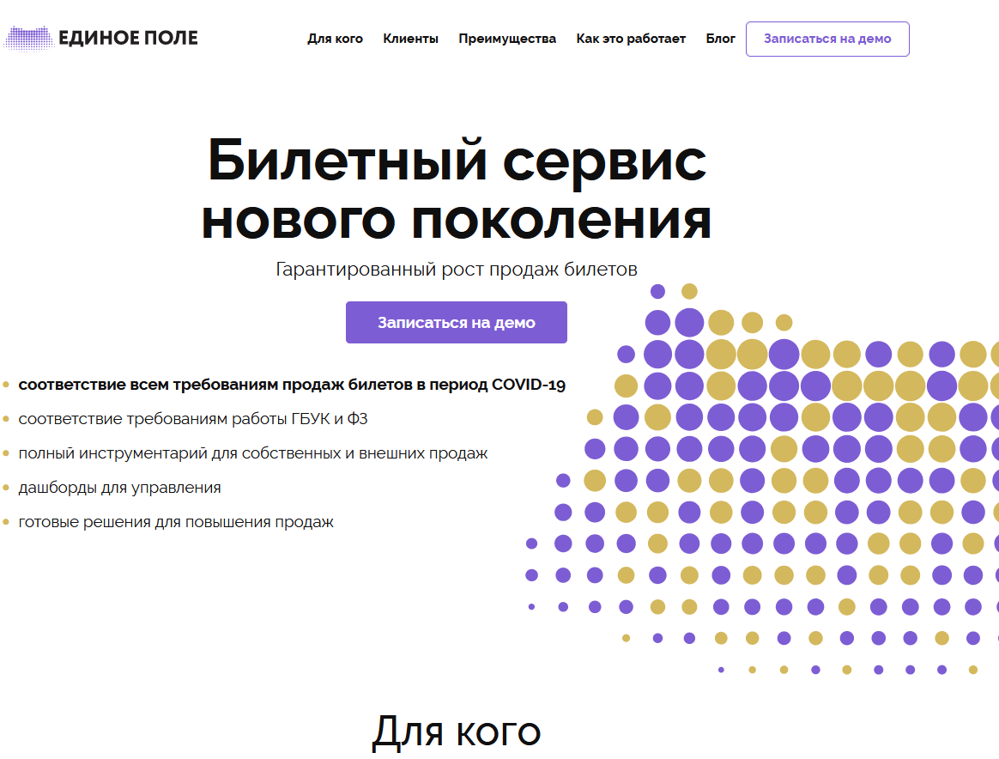 ЕДИНОЕ ПОЛЕ
Для кого Клиенты Преимущества Как это работает Блог Записаться на демо
Билетный сервис
нового поколения
Гарантированный рост продаж билетов
Записаться на демо
соответствие всем требованиям продаж билетов в период COVID-19
соответствие требованиям работы ГБУК и ФЗ
полный инструментарий для собственных и внешних продаж
дашборды для управления
готовые решения для повышения продаж
Для кого